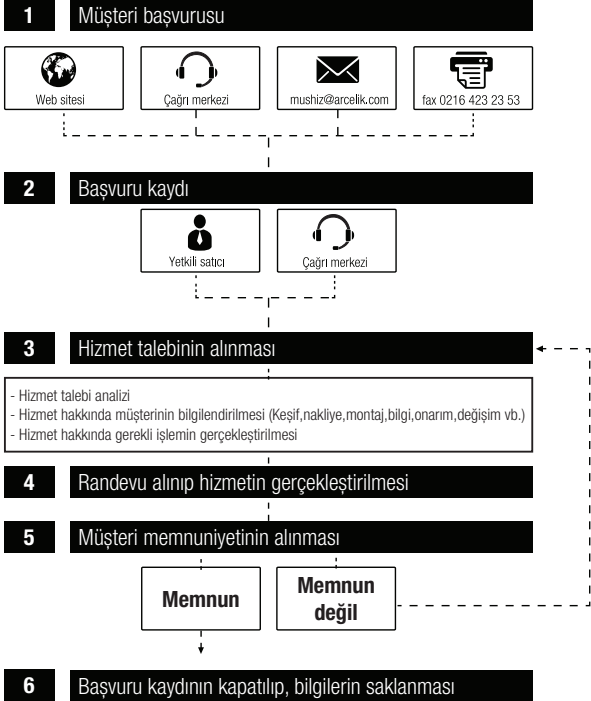 1 Müşteri başvurusu
Web sitesi
Çağrı merkezi
mushiz@arcelik.com
fax 0216 423 23 53
2 Başvuru kaydı
Yetkili satıcı
Çağrı merkezi
3 Hizmet talebinin alınması
- Hizmet talebi analizi
- Hizmet hakkında müşterinin bilgilendirilmesi (Keşif,nakliye,montaj,bilgi,onarım,değişim vb.)
- Hizmet hakkında gerekli işlemin gerçekleştirilmesi
4 Randevu alınıp hizmetin gerçekleştirilmesi
5 Müşteri memnuniyetinin alınması
Memnun
Memnun
değil
6 Başvuru kaydının kapatılıp, bilgilerin saklanması